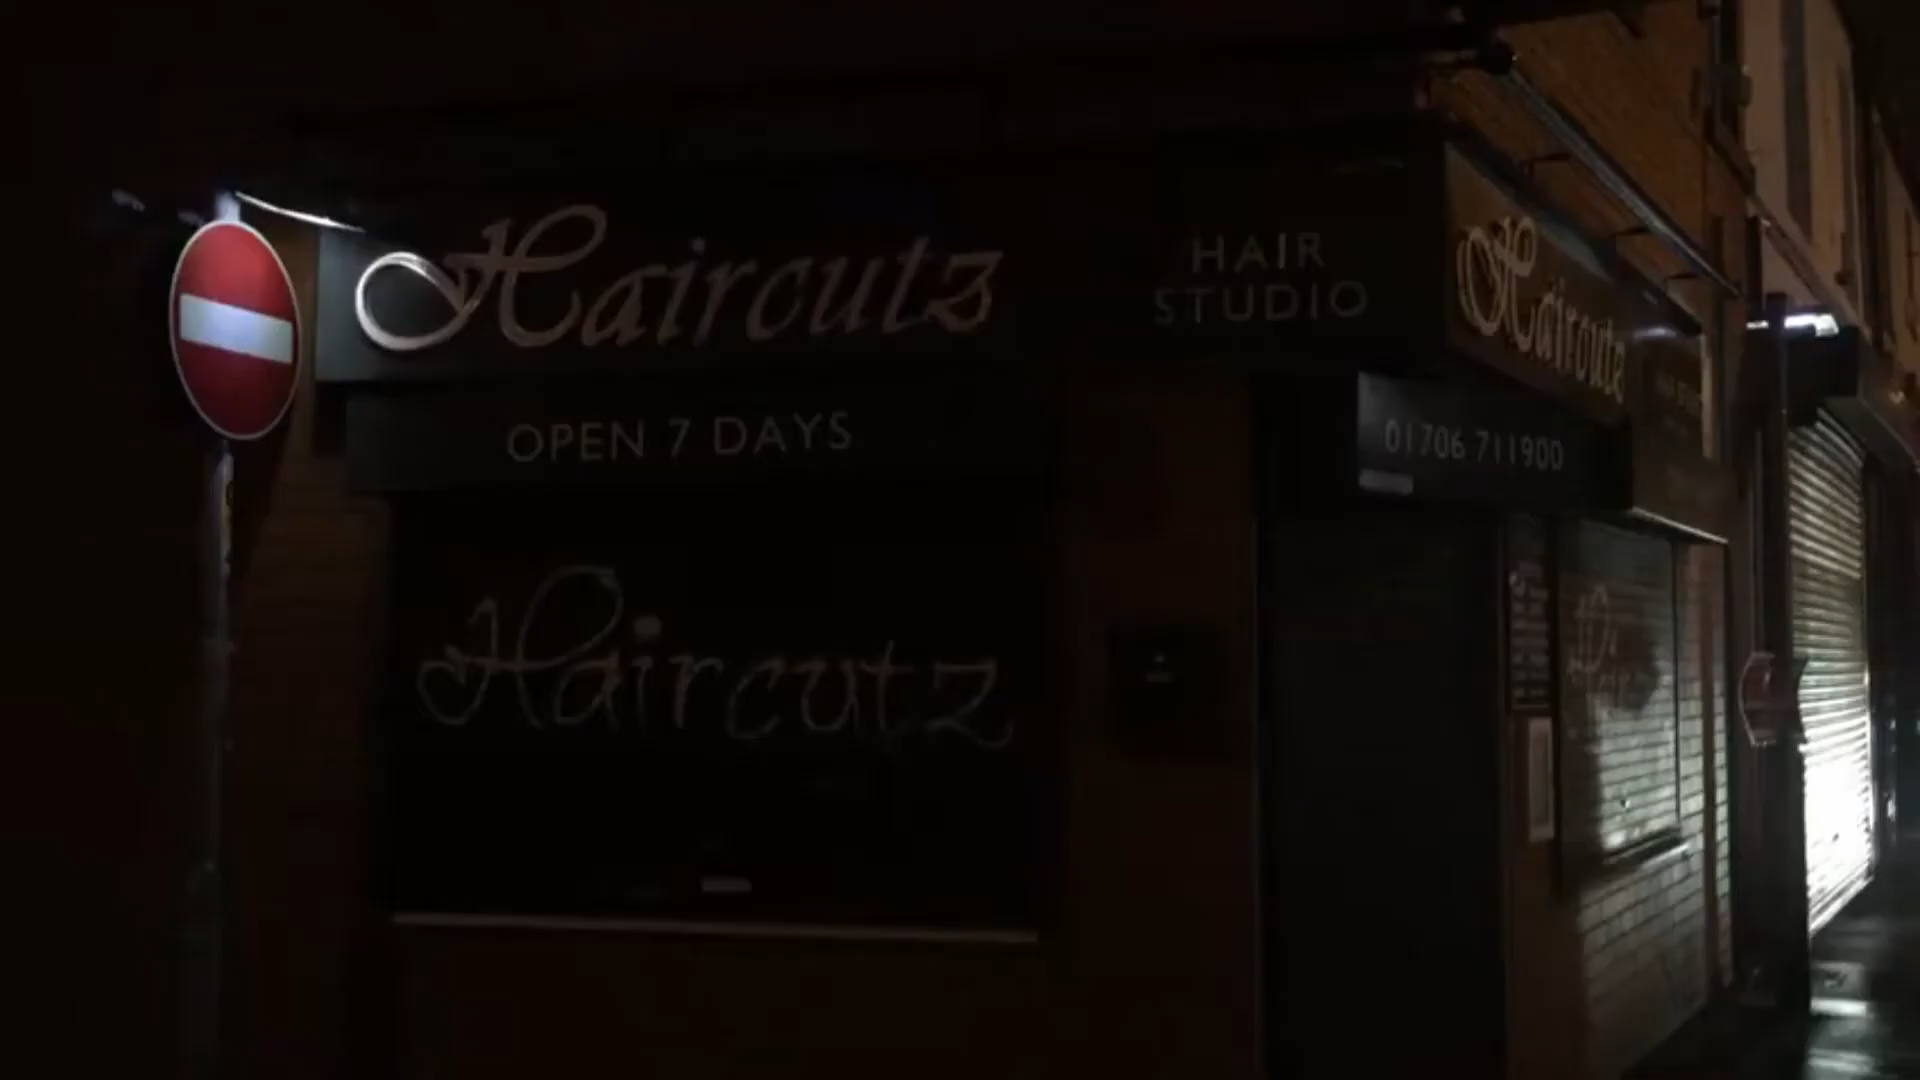 Haircutz
HAIR
STUDIO
Haircutz
OPEN 7 DAYS
01706 711900
Haircutz